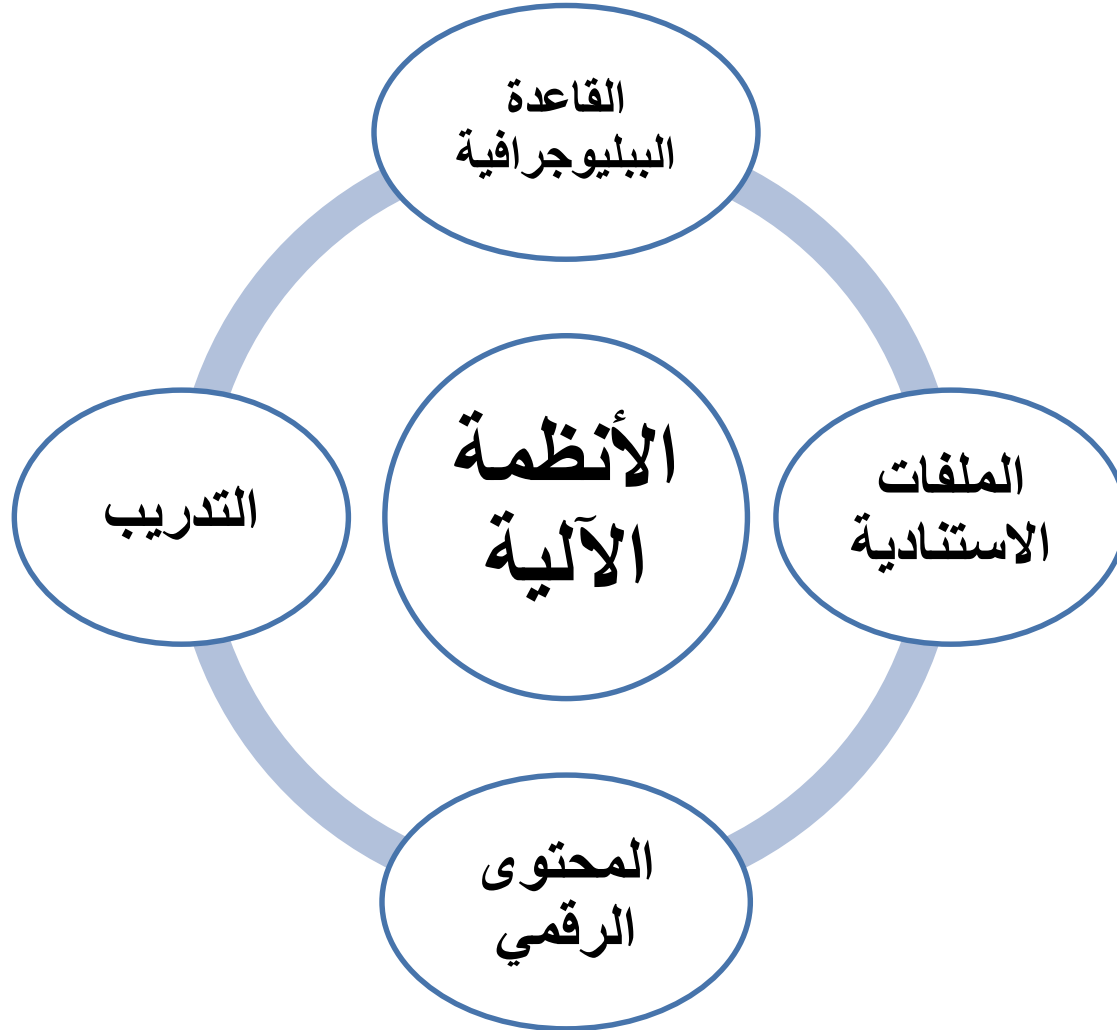 القاعدة
الببليوجرافية
الأنظمة
الآلية
الملفات
الاستنادية
التدريب
المحتوى
الرقمي